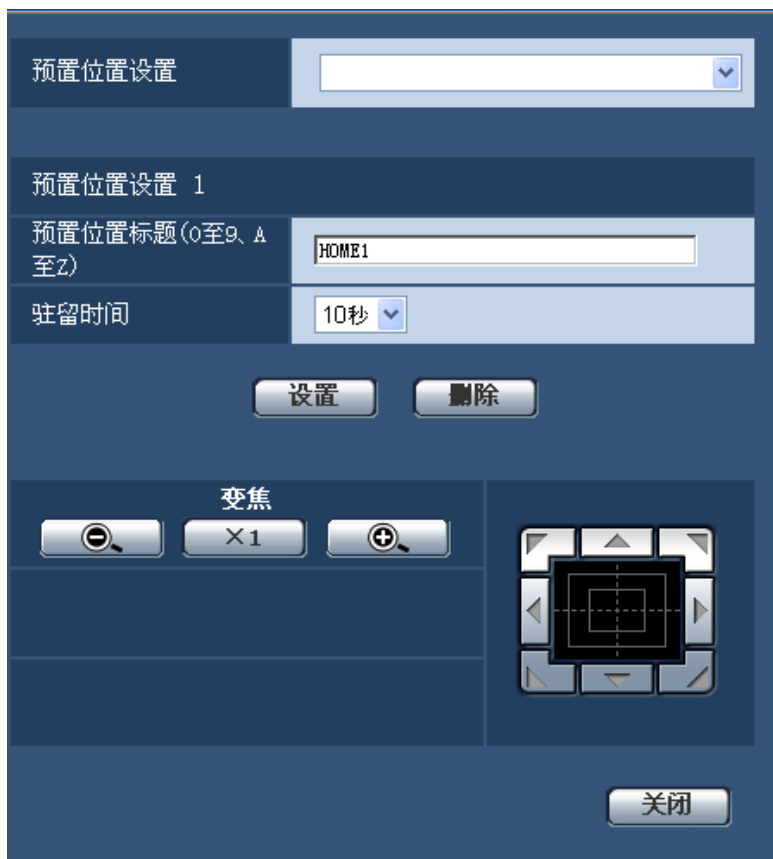 预置位置设置
预置位置设置 1
预置位置标题(0至9、A
至Z)
HOME1
驻留时间
10秒
设置
删除
变焦
×1
关闭